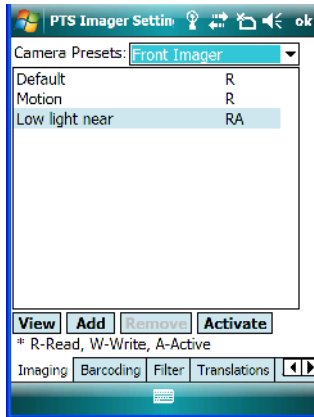 PTS Imager Settin ok
Camera Presets: Front Imager
Default R
Motion R
Low light near RA
View Add Remove Activate
* R-Read, W-Write, A-Active
Imaging Barcoding Filter Translations